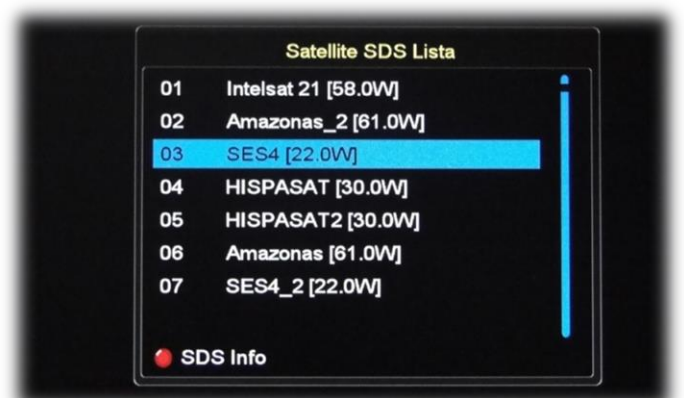 Satellite SDS Lista
01 Intelsat 21 [58.0W]
02 Amazonas_2 [61.0W]
03 SES4 [22.0W]
04 HISPASAT [30.0W]
05 HISPASAT2 [30.0W]
06 Amazonas [61.0W]
07 SES4_2 [22.0W]
SDS Info